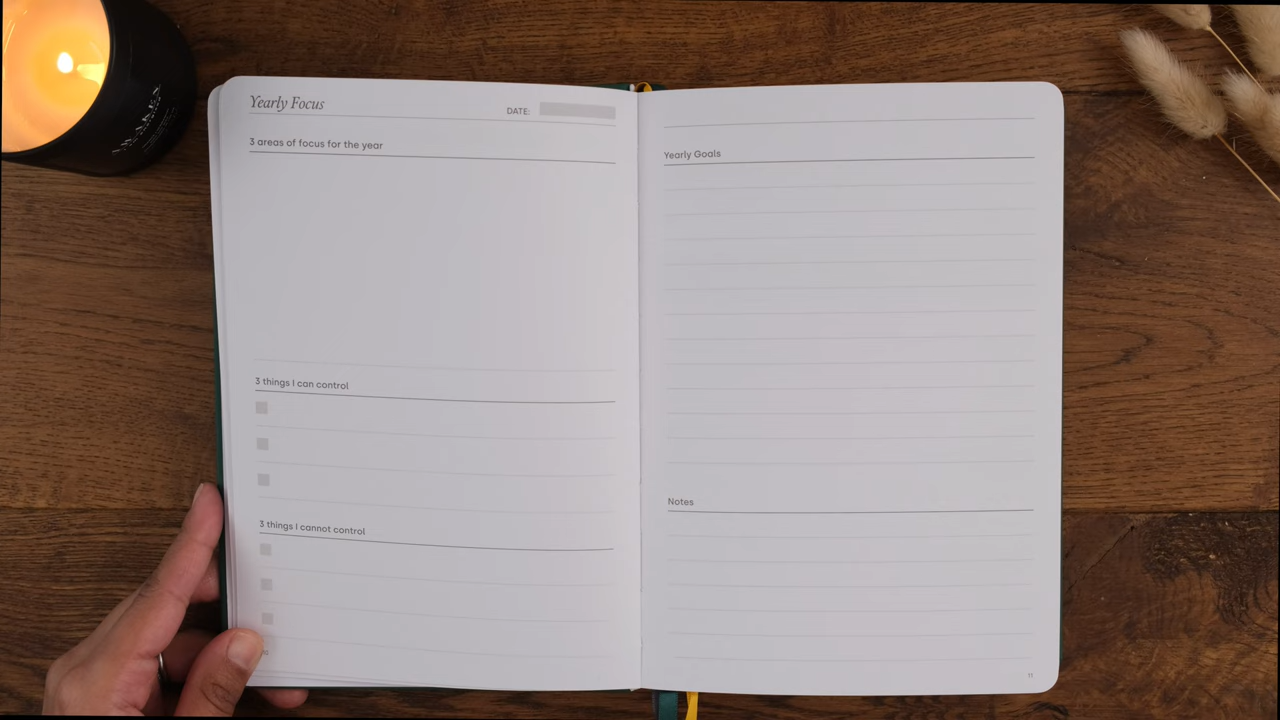 Yearly Focus
DATE:
3 areas of focus for the year
3 things I can control
3 things I cannot control
Yearly Goals
Notes
11